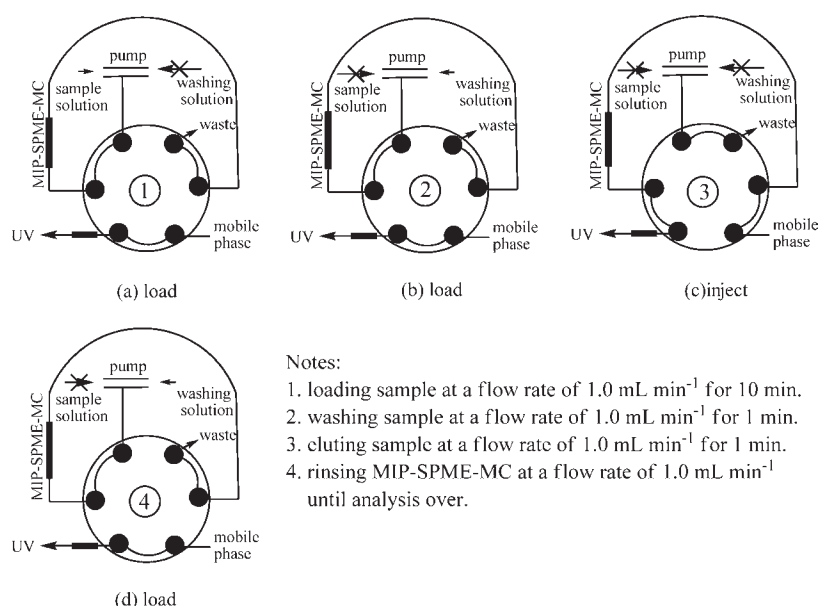 pump
sample
solution
washing
solution
MIP-SPME-MC
waste
1
UV
mobile
phase
(a) load
pump
sample
solution
washing
solution
MIP-SPME-MC
waste
2
UV
mobile
phase
(b) load
pump
sample
solution
washing
solution
MIP-SPME-MC
waste
3
UV
mobile
phase
(c)inject
pump
sample
solution
washing
solution
MIP-SPME-MC
waste
4
UV
mobile
phase
(d) load
Notes:
1. loading sample at a flow rate of 1.0 mL min⁻¹ for 10 min.
2. washing sample at a flow rate of 1.0 mL min⁻¹ for 1 min.
3. eluting sample at a flow rate of 1.0 mL min⁻¹ for 1 min.
4. rinsing MIP-SPME-MC at a flow rate of 1.0 mL min⁻¹
until analysis over.